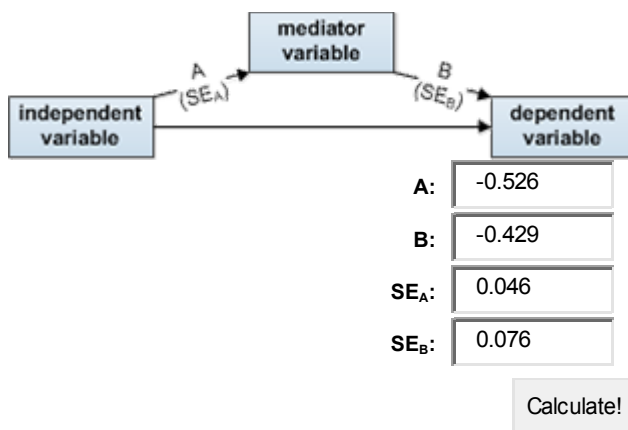 mediator
variable
A
(SEA)
B
(SEB)
independent
variable
dependent
variable
A: -0.526
B: -0.429
SEA: 0.046
SEB: 0.076
Calculate!